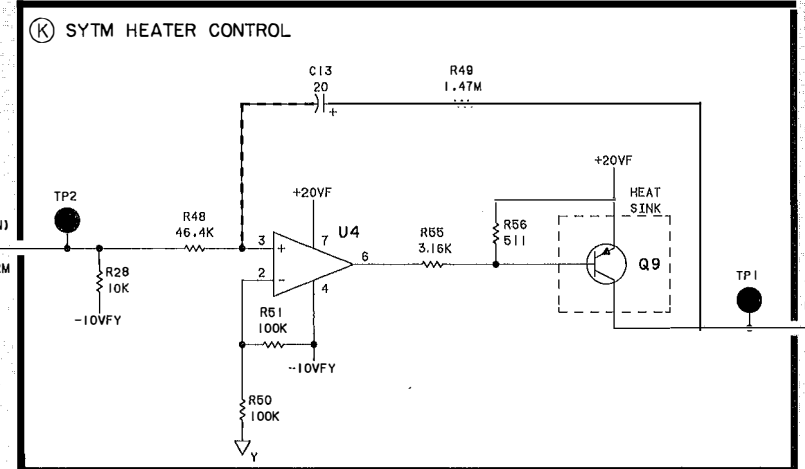 K SYTM HEATER CONTROL
C13
20
+
R49
1.47M
+20VF
HEAT
SINK
TP2
+20VF
R48
46.4K
U4
3
+
7
6
2
-
4
R55
3.16K
R56
511
Q9
TP1
R28
10K
-10VFY
R51
100K
-10VFY
R50
100K
Y